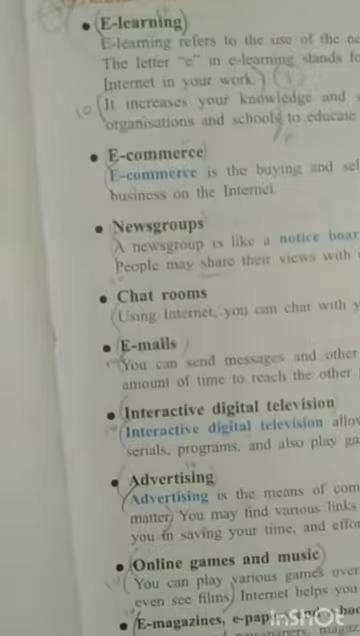 • E-learning
E-learning refers to the use of the
The letter "e" in e-learning stands
Internet in your work.
It increases your knowledge and
organisations and schools to educate
• E-commerce
E-commerce is the buying and
business on the Internet.
• Newsgroups
A newsgroup is like a notice
People may share their views with
• Chat rooms
Using Internet, you can chat with
• E-mails
You can send messages and other
amount of time to reach the other
• Interactive digital television
Interactive digital television
serials, programs, and also play
• Advertising
Advertising is the means of
matter. You may find various links
you in saving your time, and
• Online games and music
You can play various games over
even see films. Internet helps you
• E-magazines,
InShOt